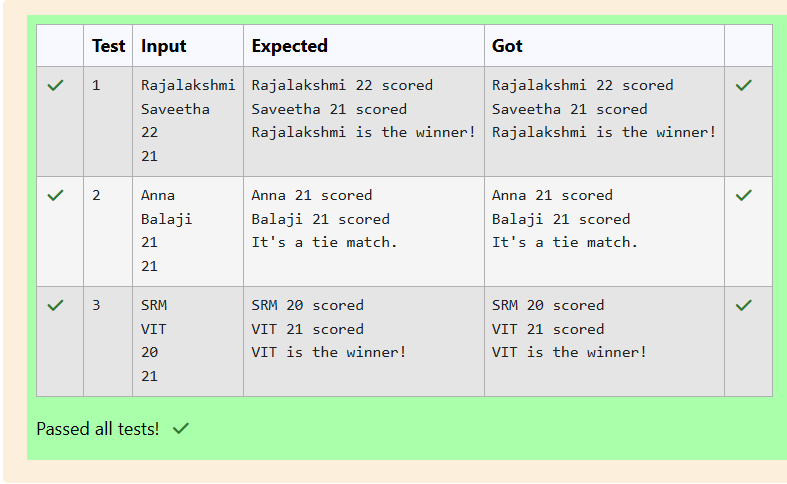 Test Input Expected Got
1 Rajalakshmi Rajalakshmi 22 scored Rajalakshmi 22 scored
Saveetha Saveetha 21 scored Saveetha 21 scored
22 Rajalakshmi is the winner! Rajalakshmi is the winner!
21
2 Anna Anna 21 scored Anna 21 scored
Balaji Balaji 21 scored Balaji 21 scored
21 It's a tie match. It's a tie match.
21
3 SRM SRM 20 scored SRM 20 scored
VIT VIT 21 scored VIT 21 scored
20 VIT is the winner! VIT is the winner!
21
Passed all tests!